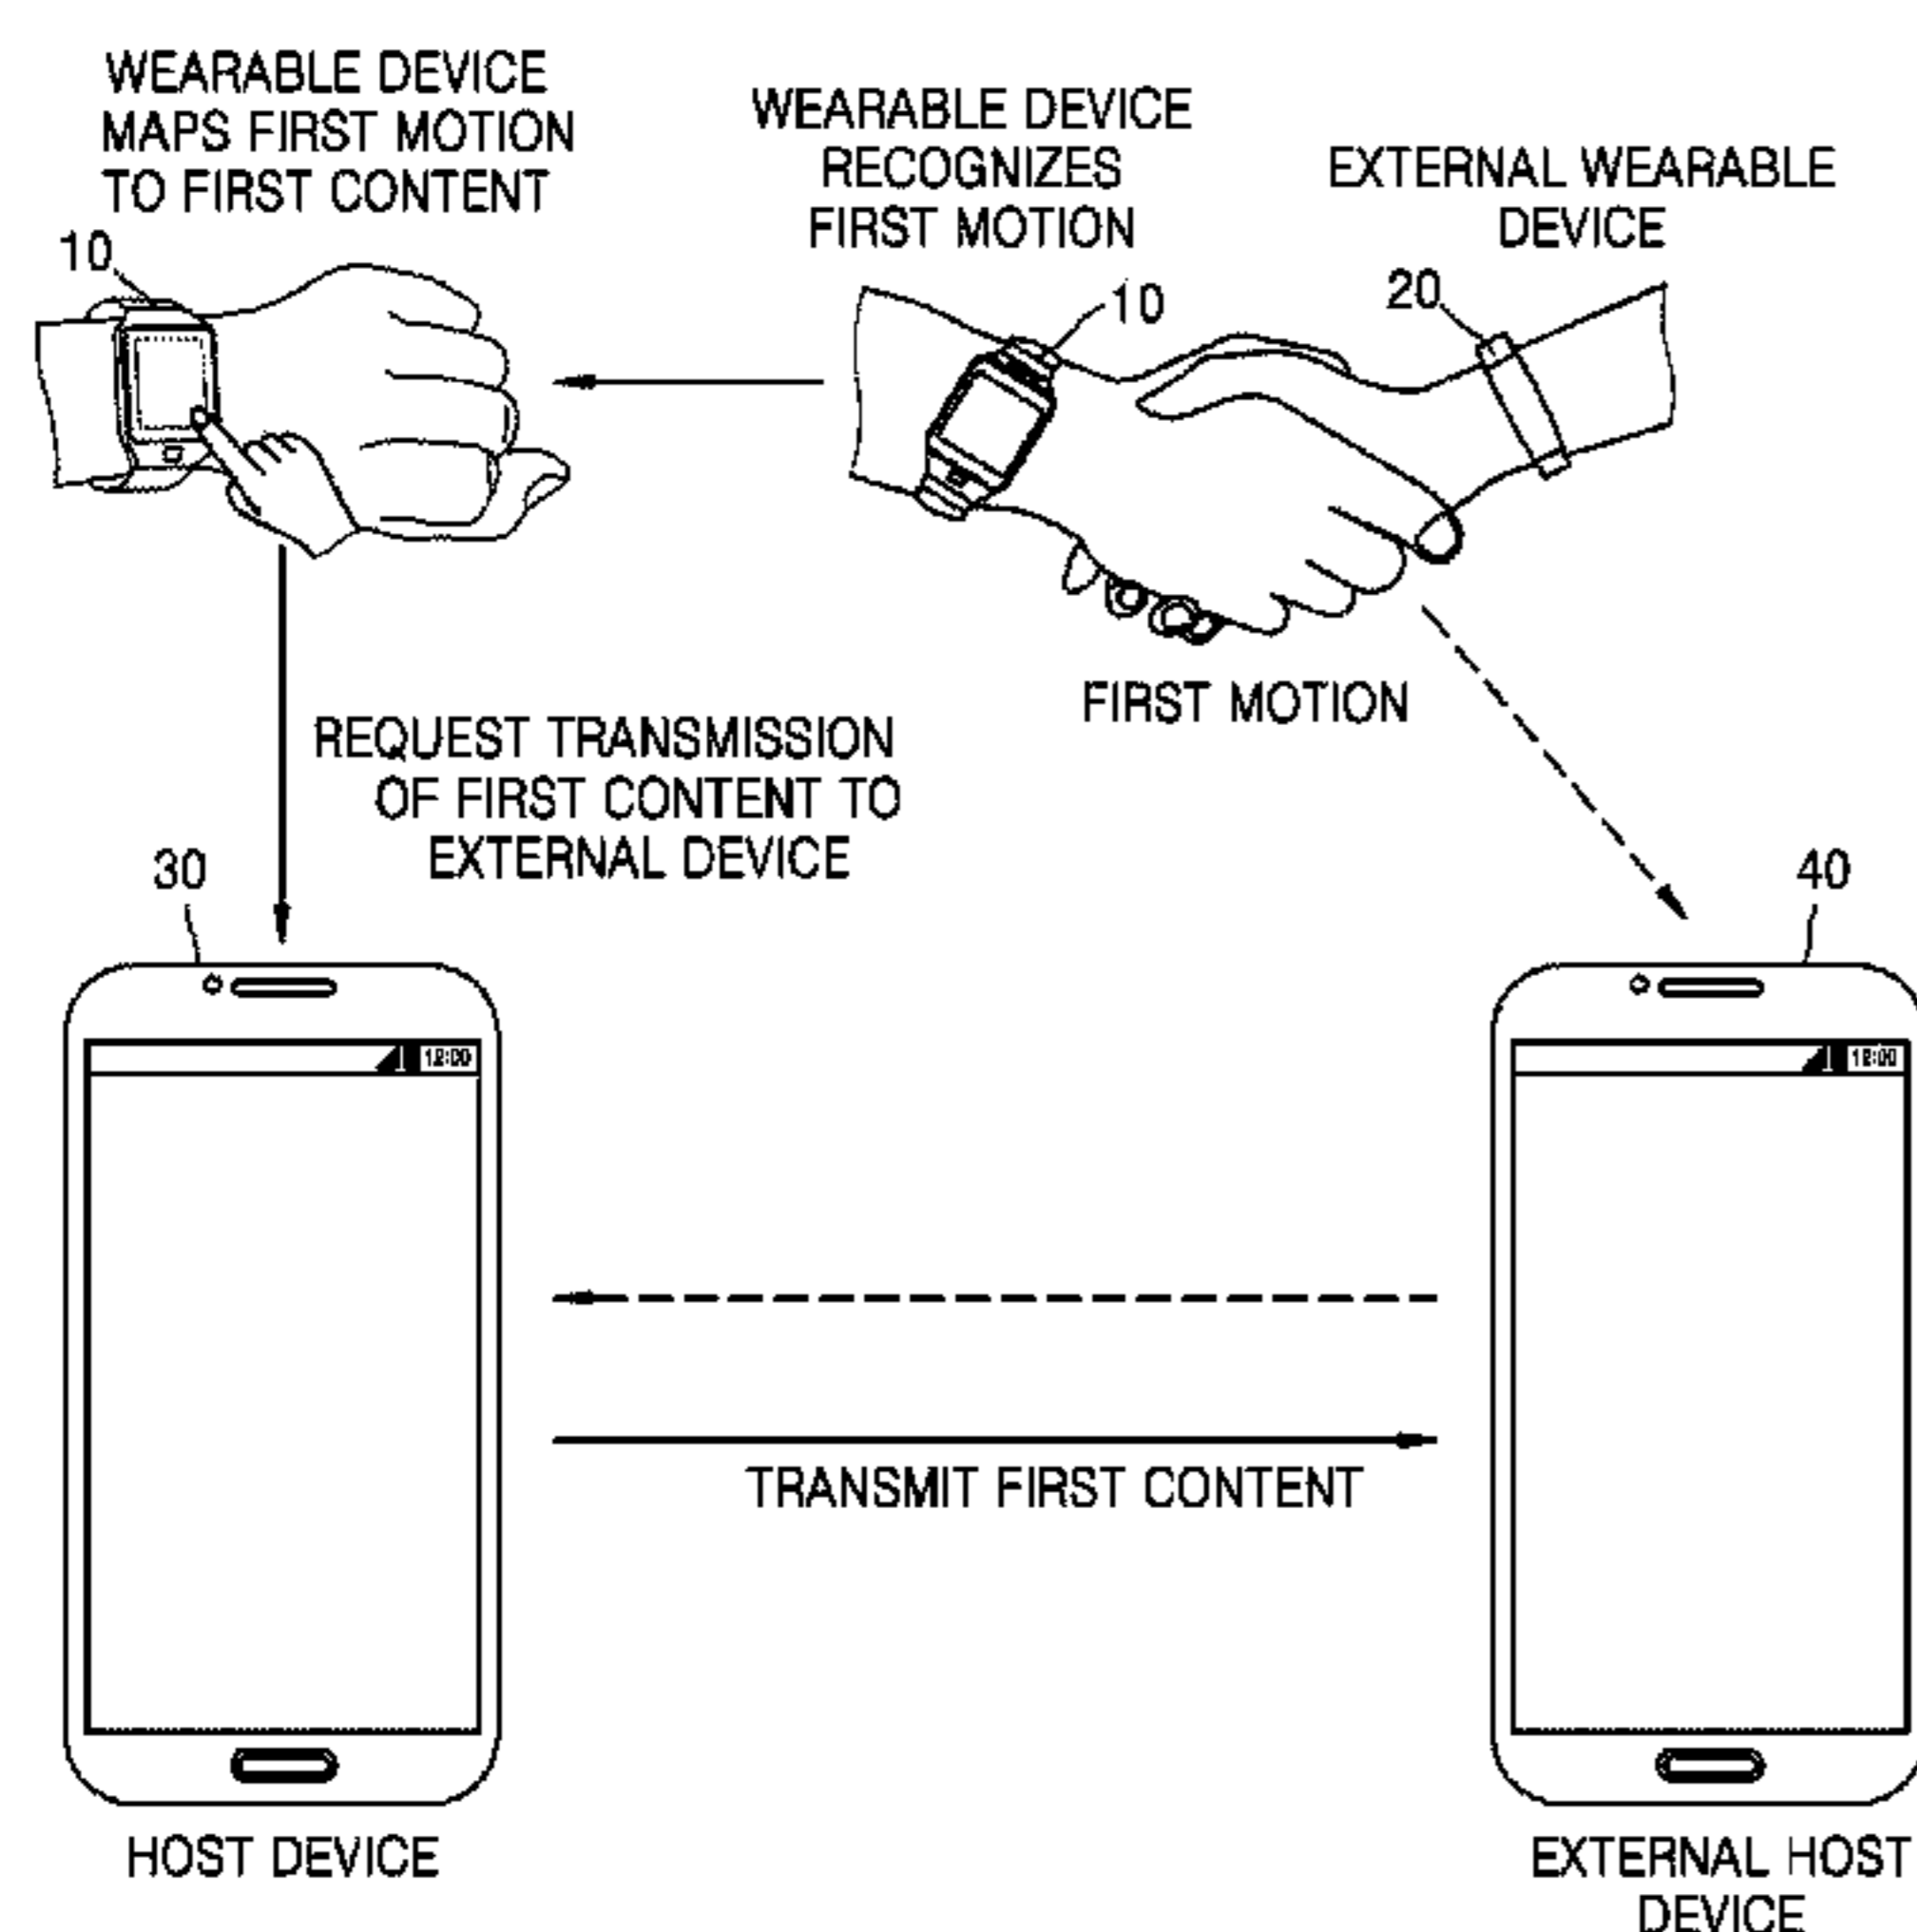 WEARABLE DEVICE
MAPS FIRST MOTION
TO FIRST CONTENT
10
WEARABLE DEVICE
RECOGNIZES
FIRST MOTION
10
EXTERNAL WEARABLE
DEVICE
20
FIRST MOTION
REQUEST TRANSMISSION
OF FIRST CONTENT TO
EXTERNAL DEVICE
30
40
12:00
12:00
TRANSMIT FIRST CONTENT
HOST DEVICE
EXTERNAL HOST
DEVICE